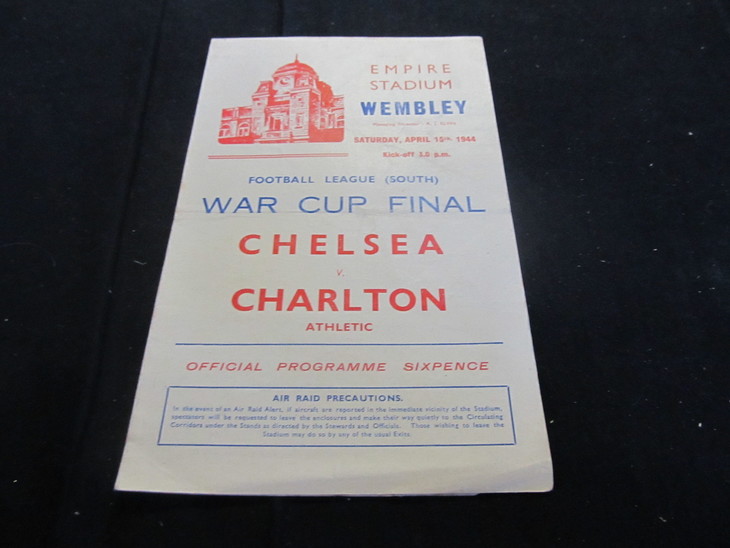 EMPIRE
STADIUM
WEMBLEY
SATURDAY, APRIL 15TH 1944
Kick-off 3.0 p.m.
FOOTBALL LEAGUE (SOUTH)
WAR CUP FINAL
CHELSEA
V.
CHARLTON
ATHLETIC
OFFICIAL PROGRAMME SIXPENCE
AIR RAID PRECAUTIONS.
In the event of an Air Raid Alert, if aircraft are reported in the immediate vicinity of the Stadium,
spectators will be requested to leave the enclosures and make their way quietly to the Circulating
Corridors under the Stands as directed by the Stewards and Officials. Those wishing to leave the
Stadium may do so by any of the usual Exits.